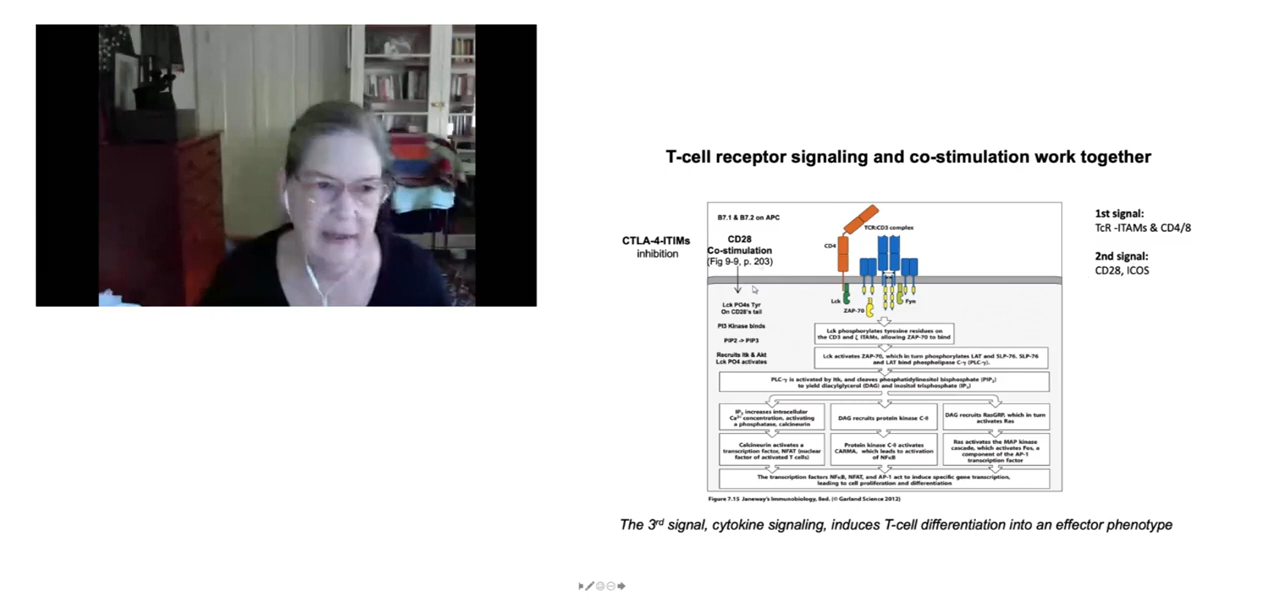 T-cell receptor signaling and co-stimulation work together
CTLA-4-ITIMs
inhibition
B7.1 & B7.2 on APC
CD28
Co-stimulation
(Fig 9-9, p. 203)
Lck PO4s Tyr
On CD28's tail
PI3 Kinase binds
PIP2 -> PIP3
Recruits Itk & Akt
Lck PO4 activates
TCR:CD3 complex
CD4
Lck
ZAP-70
Fyn
Lck phosphorylates tyrosine residues on
the CD3 and ζ ITAMs, allowing ZAP-70 to bind
Lck activates ZAP-70, which in turn phosphorylates LAT and SLP-76. SLP-76
and LAT bind phospholipase C-γ (PLC-γ).
PLC-γ is activated by Itk, and cleaves phosphatidylinositol bisphosphate (PIP2)
to yield diacylglycerol (DAG) and inositol trisphosphate (IP3)
IP3 increases intracellular
Ca2+ concentration, activating
a phosphatase, calcineurin
DAG recruits protein kinase C-θ
DAG recruits RasGRP, which in turn
activates Ras
Calcineurin activates a
transcription factor, NFAT (nuclear
factor of activated T cells)
Protein kinase C-θ activates
CARMA, which leads to activation
of NFκB
Ras activates the MAP kinase
cascade, which activates Fos, a
component of the AP-1
transcription factor
The transcription factors NFκB, NFAT, and AP-1 act to induce specific gene transcription,
leading to cell proliferation and differentiation
Figure 7.15 Janeway's Immunobiology, 8ed. (© Garland Science 2012)
1st signal:
TcR -ITAMs & CD4/8
2nd signal:
CD28, ICOS
The 3rd signal, cytokine signaling, induces T-cell differentiation into an effector phenotype